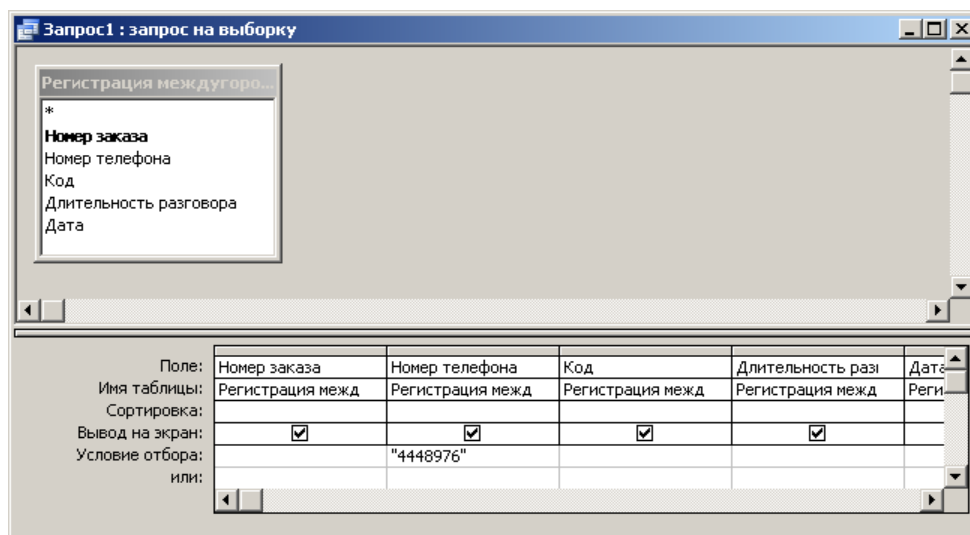 Запрос1 : запрос на выборку
Регистрация междугоро...
*
Номер заказа
Номер телефона
Код
Длительность разговора
Дата
Поле: Номер заказа Номер телефона Код Длительность разі Дата
Имя таблицы: Регистрация межд Регистрация межд Регистрация межд Регистрация межд Реги
Сортировка:
Вывод на экран:
Условие отбора: "4448976"
или: